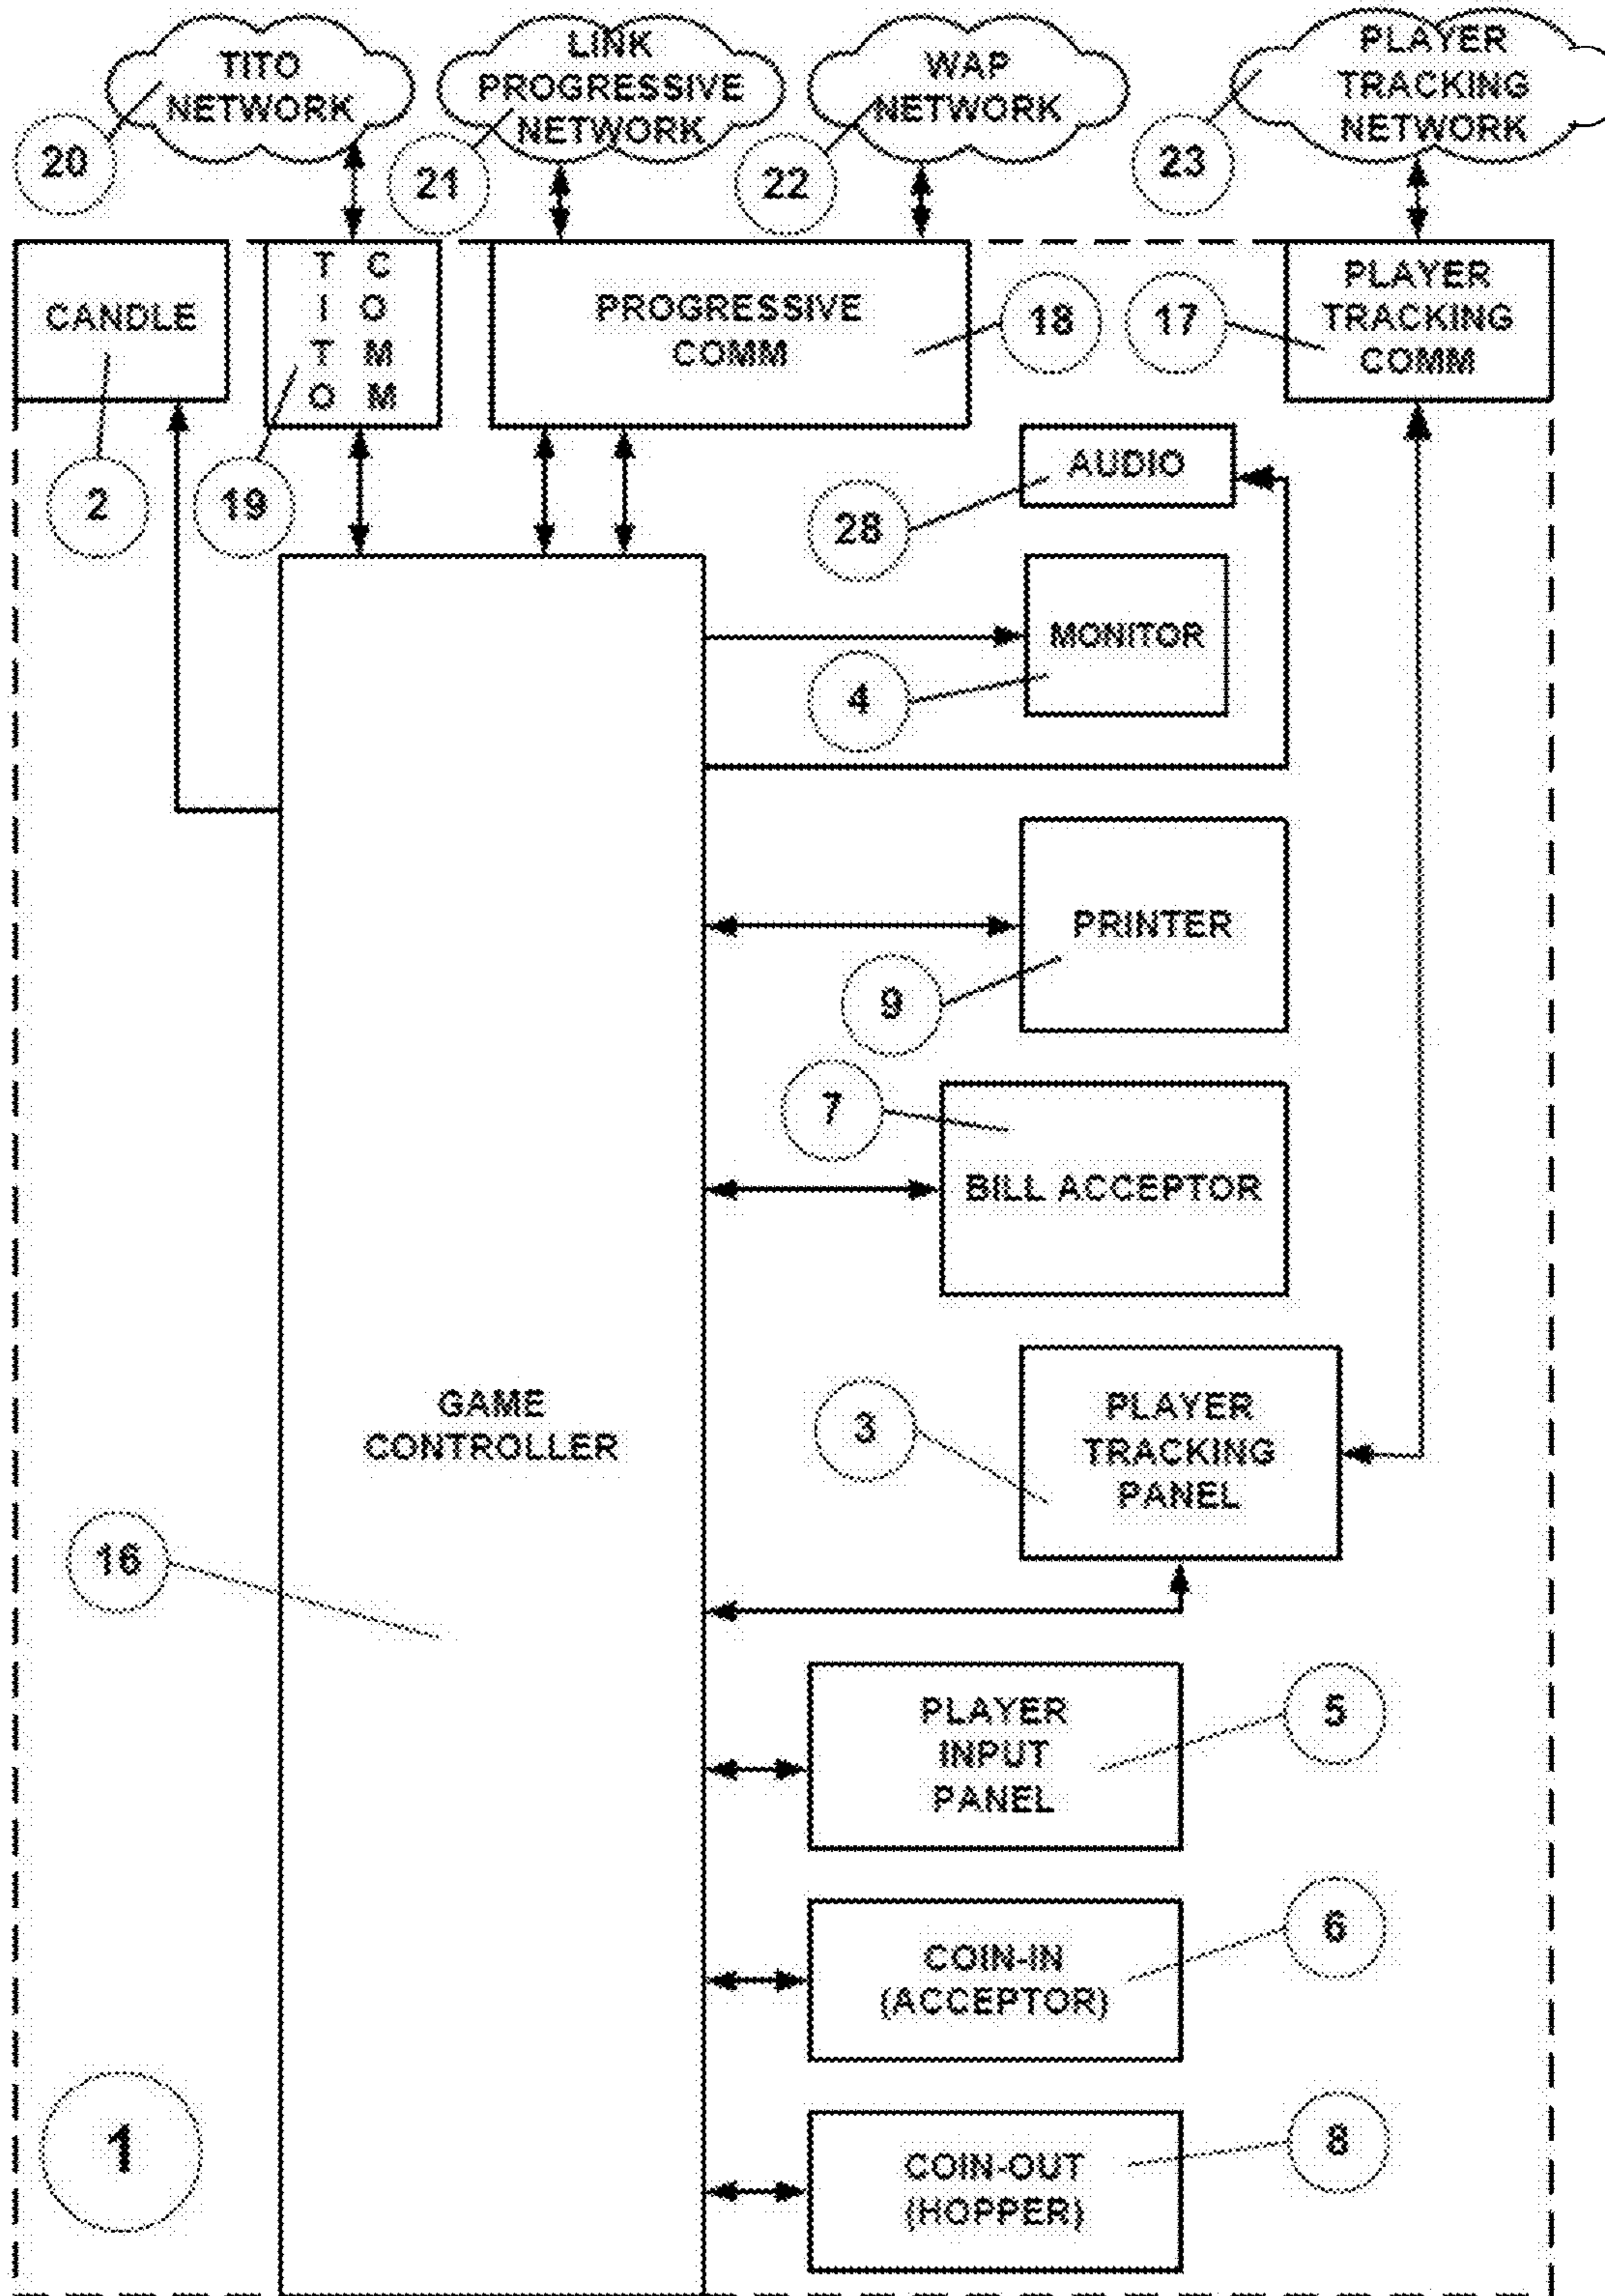 TITO
NETWORK
LINK
PROGRESSIVE
NETWORK
WAP
NETWORK
PLAYER
TRACKING
NETWORK
20
21
22
23
CANDLE
TITO
COMM
PROGRESSIVE
COMM
18
17
PLAYER
TRACKING
COMM
2
19
AUDIO
28
MONITOR
4
PRINTER
9
7
BILL ACCEPTOR
GAME
CONTROLLER
3
PLAYER
TRACKING
PANEL
16
PLAYER
INPUT
PANEL
5
COIN-IN
(ACCEPTOR)
6
1
COIN-OUT
(HOPPER)
8